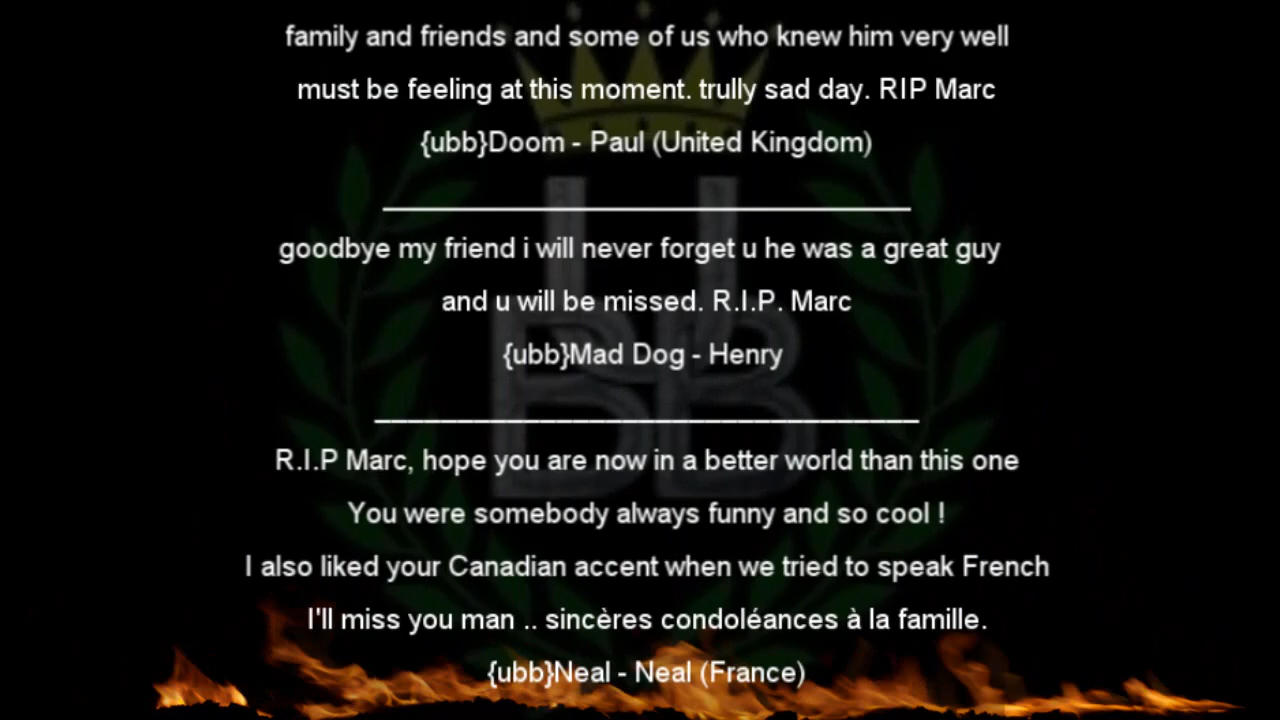 family and friends and some of us who knew him very well
must be feeling at this moment. trully sad day. RIP Marc
{ubb}Doom - Paul (United Kingdom)
goodbye my friend i will never forget u he was a great guy
and u will be missed. R.I.P. Marc
{ubb}Mad Dog - Henry
R.I.P Marc, hope you are now in a better world than this one
You were somebody always funny and so cool !
I also liked your Canadian accent when we tried to speak French
I'll miss you man .. sincères condoléances à la famille.
{ubb}Neal - Neal (France)
UBB